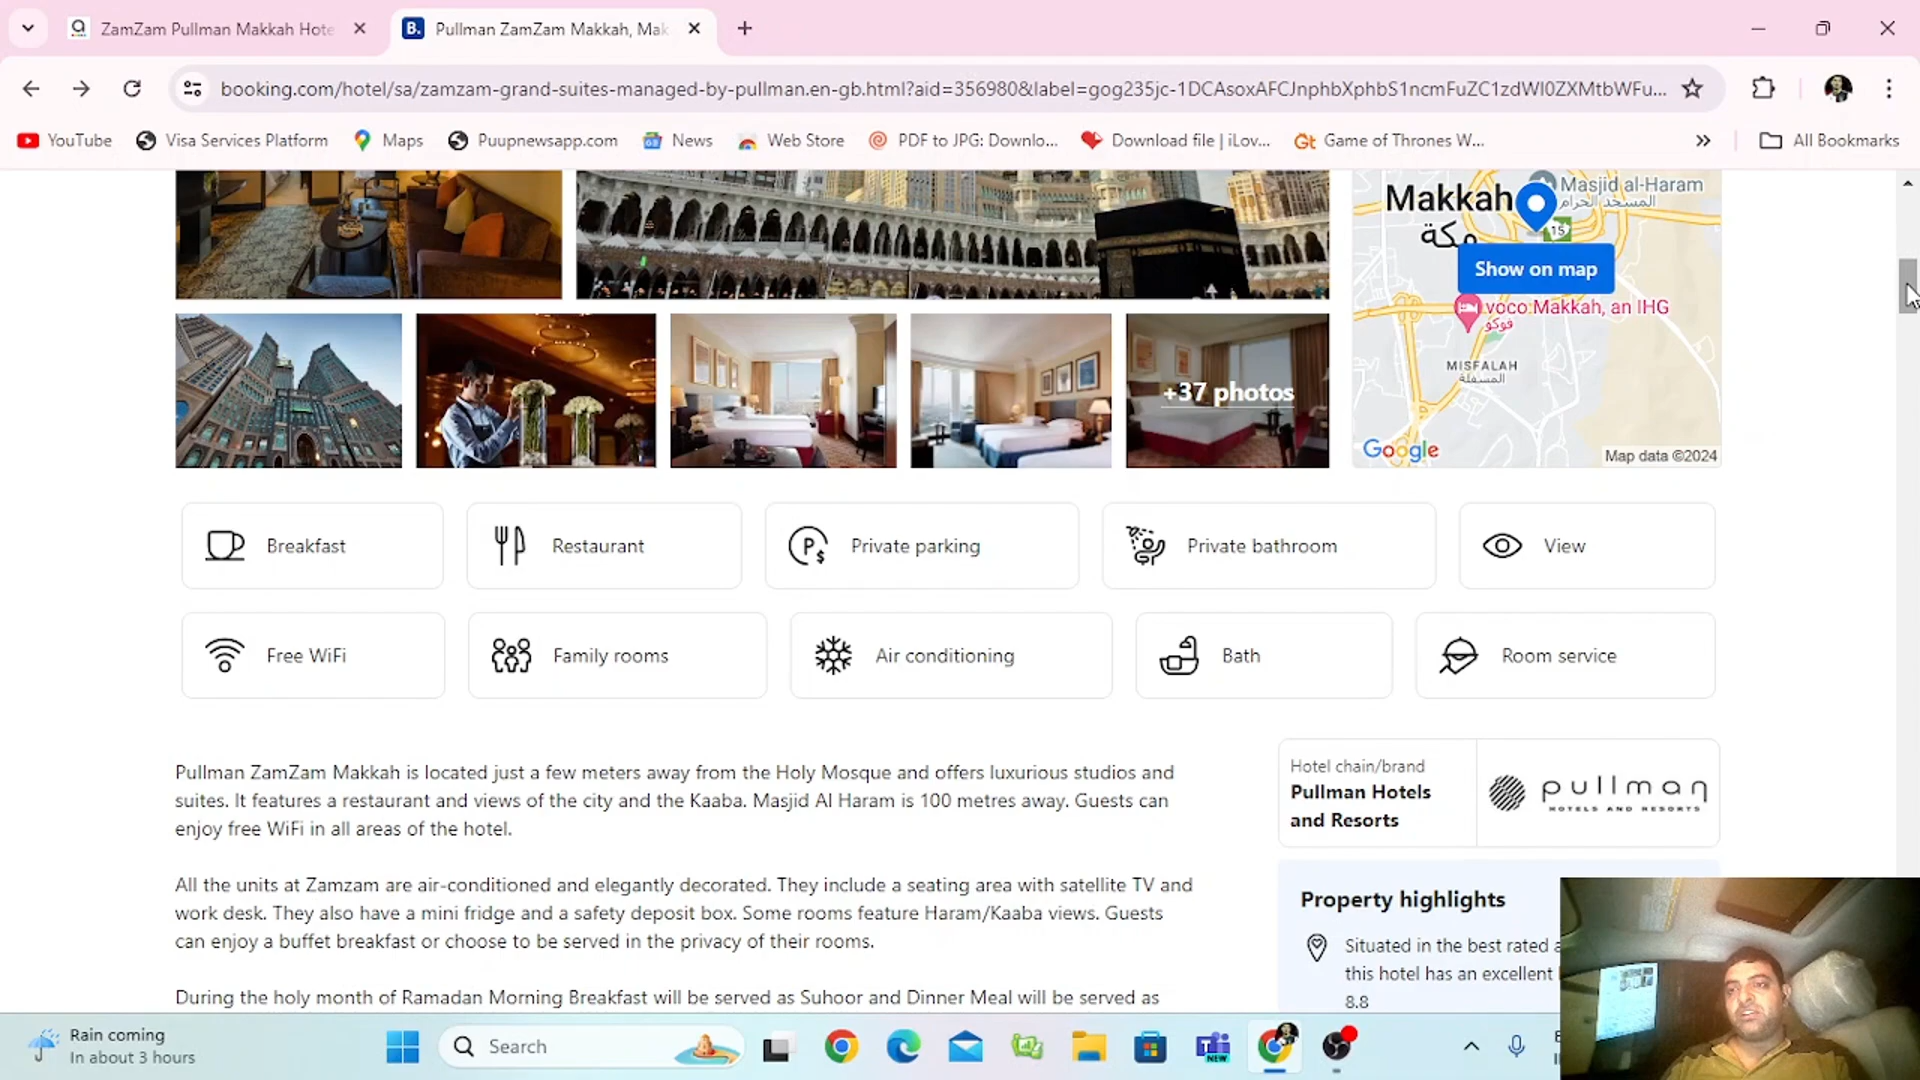 ZamZam Pullman Makkah Hote
B.
Pullman ZamZam Makkah, Mak
booking.com/hotel/sa/zamzam-grand-suites-managed-by-pullman.en-gb.html?aid=356980&label=gog235jc-1DCAsoxAFCJnphbXphbS1ncmFuZC1zdWl0ZXMtbWFu...
YouTube
Visa Services Platform
Maps
Puupnewsapp.com
News
Web Store
PDF to JPG: Downlo...
Download file | iLov...
Gt
Game of Thrones W...
All Bookmarks
Makkah
مكة
Masjid al-Haram
المسجد الحرام
15
Show on map
voco Makkah, an IHG
فوكو
MISFALAH
المسفلة
Google
Map data ©2024
+37 photos
Breakfast
Restaurant
Private parking
Private bathroom
View
Free WiFi
Family rooms
Air conditioning
Bath
Room service
Pullman ZamZam Makkah is located just a few meters away from the Holy Mosque and offers luxurious studios and
suites. It features a restaurant and views of the city and the Kaaba. Masjid Al Haram is 100 metres away. Guests can
enjoy free WiFi in all areas of the hotel.
All the units at Zamzam are air-conditioned and elegantly decorated. They include a seating area with satellite TV and
work desk. They also have a mini fridge and a safety deposit box. Some rooms feature Haram/Kaaba views. Guests
can enjoy a buffet breakfast or choose to be served in the privacy of their rooms.
During the holy month of Ramadan Morning Breakfast will be served as Suhoor and Dinner Meal will be served as
Hotel chain/brand
Pullman Hotels
and Resorts
pullman
HOTELS AND RESORTS
Property highlights
Situated in the best rated a
this hotel has an excellent l
8.8
Rain coming
In about 3 hours
Search
NEW